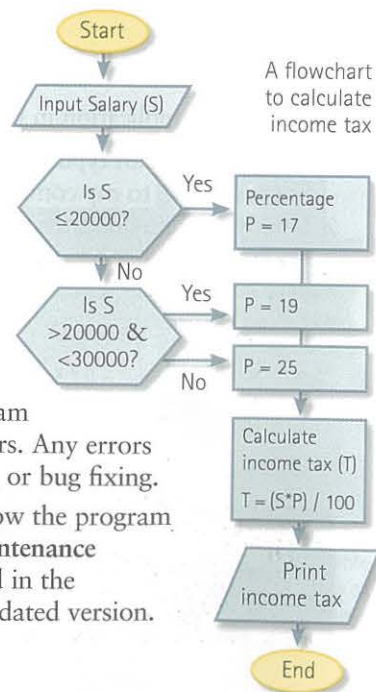 Start
A flowchart
to calculate
income tax
Input Salary (S)
Is S
≤20000?
Yes
Percentage
P = 17
No
Is S
>20000 &
<30000?
Yes
P = 19
No
P = 25
Calculate
income tax (T)
T = (S*P) / 100
Print
income tax
End
am
rs. Any errors
or bug fixing.
ow the program
ntenance
d in the
dated version.